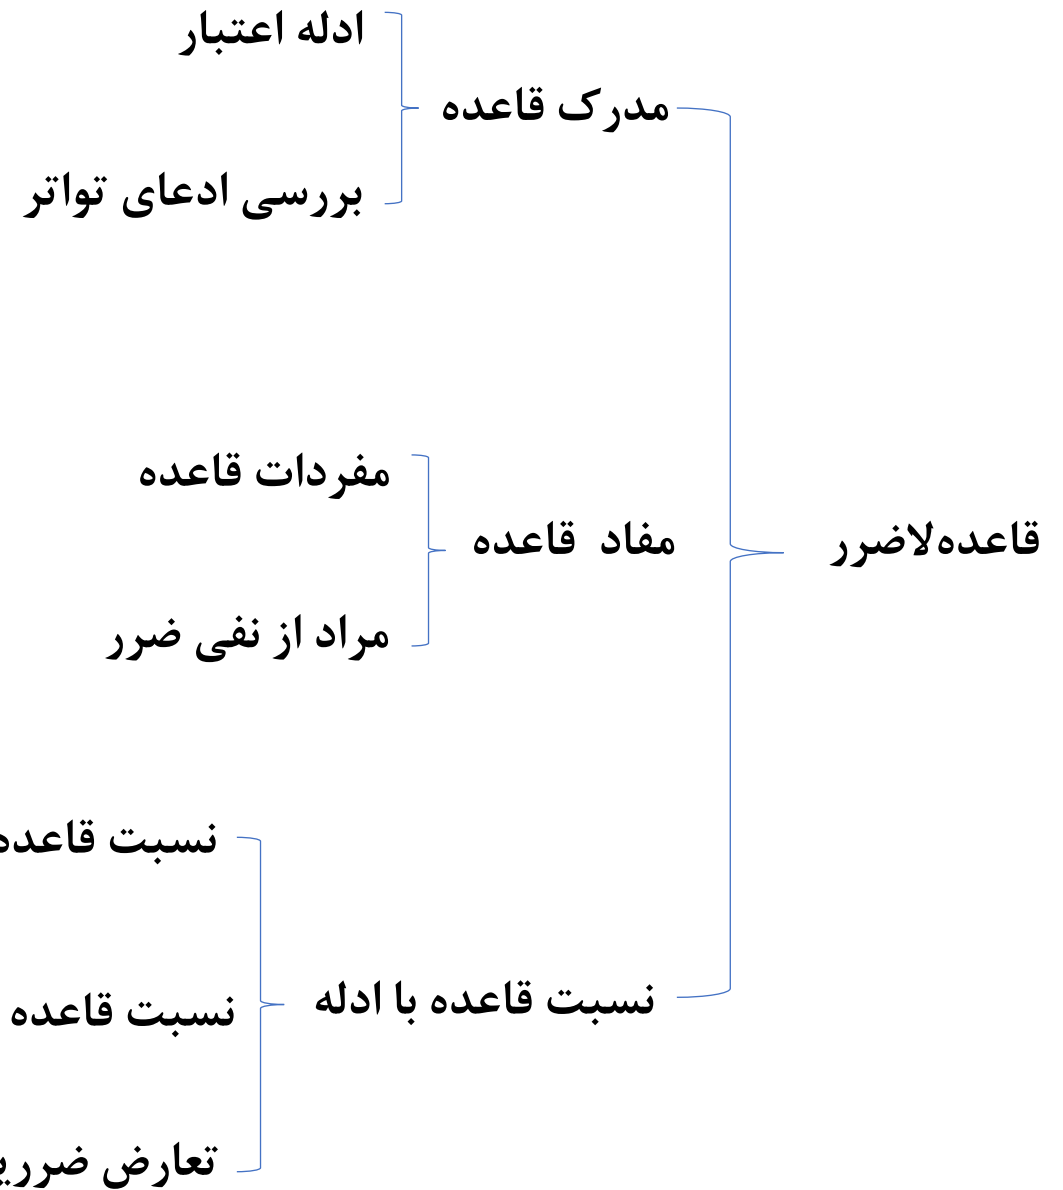 قاعده‌لاضرر
مدرک قاعده
ادله اعتبار
بررسی ادعای تواتر
مفاد قاعده
مفردات قاعده
مراد از نفی ضرر
نسبت قاعده با ادله
نسبت قاعده
نسبت قاعده
تعارض